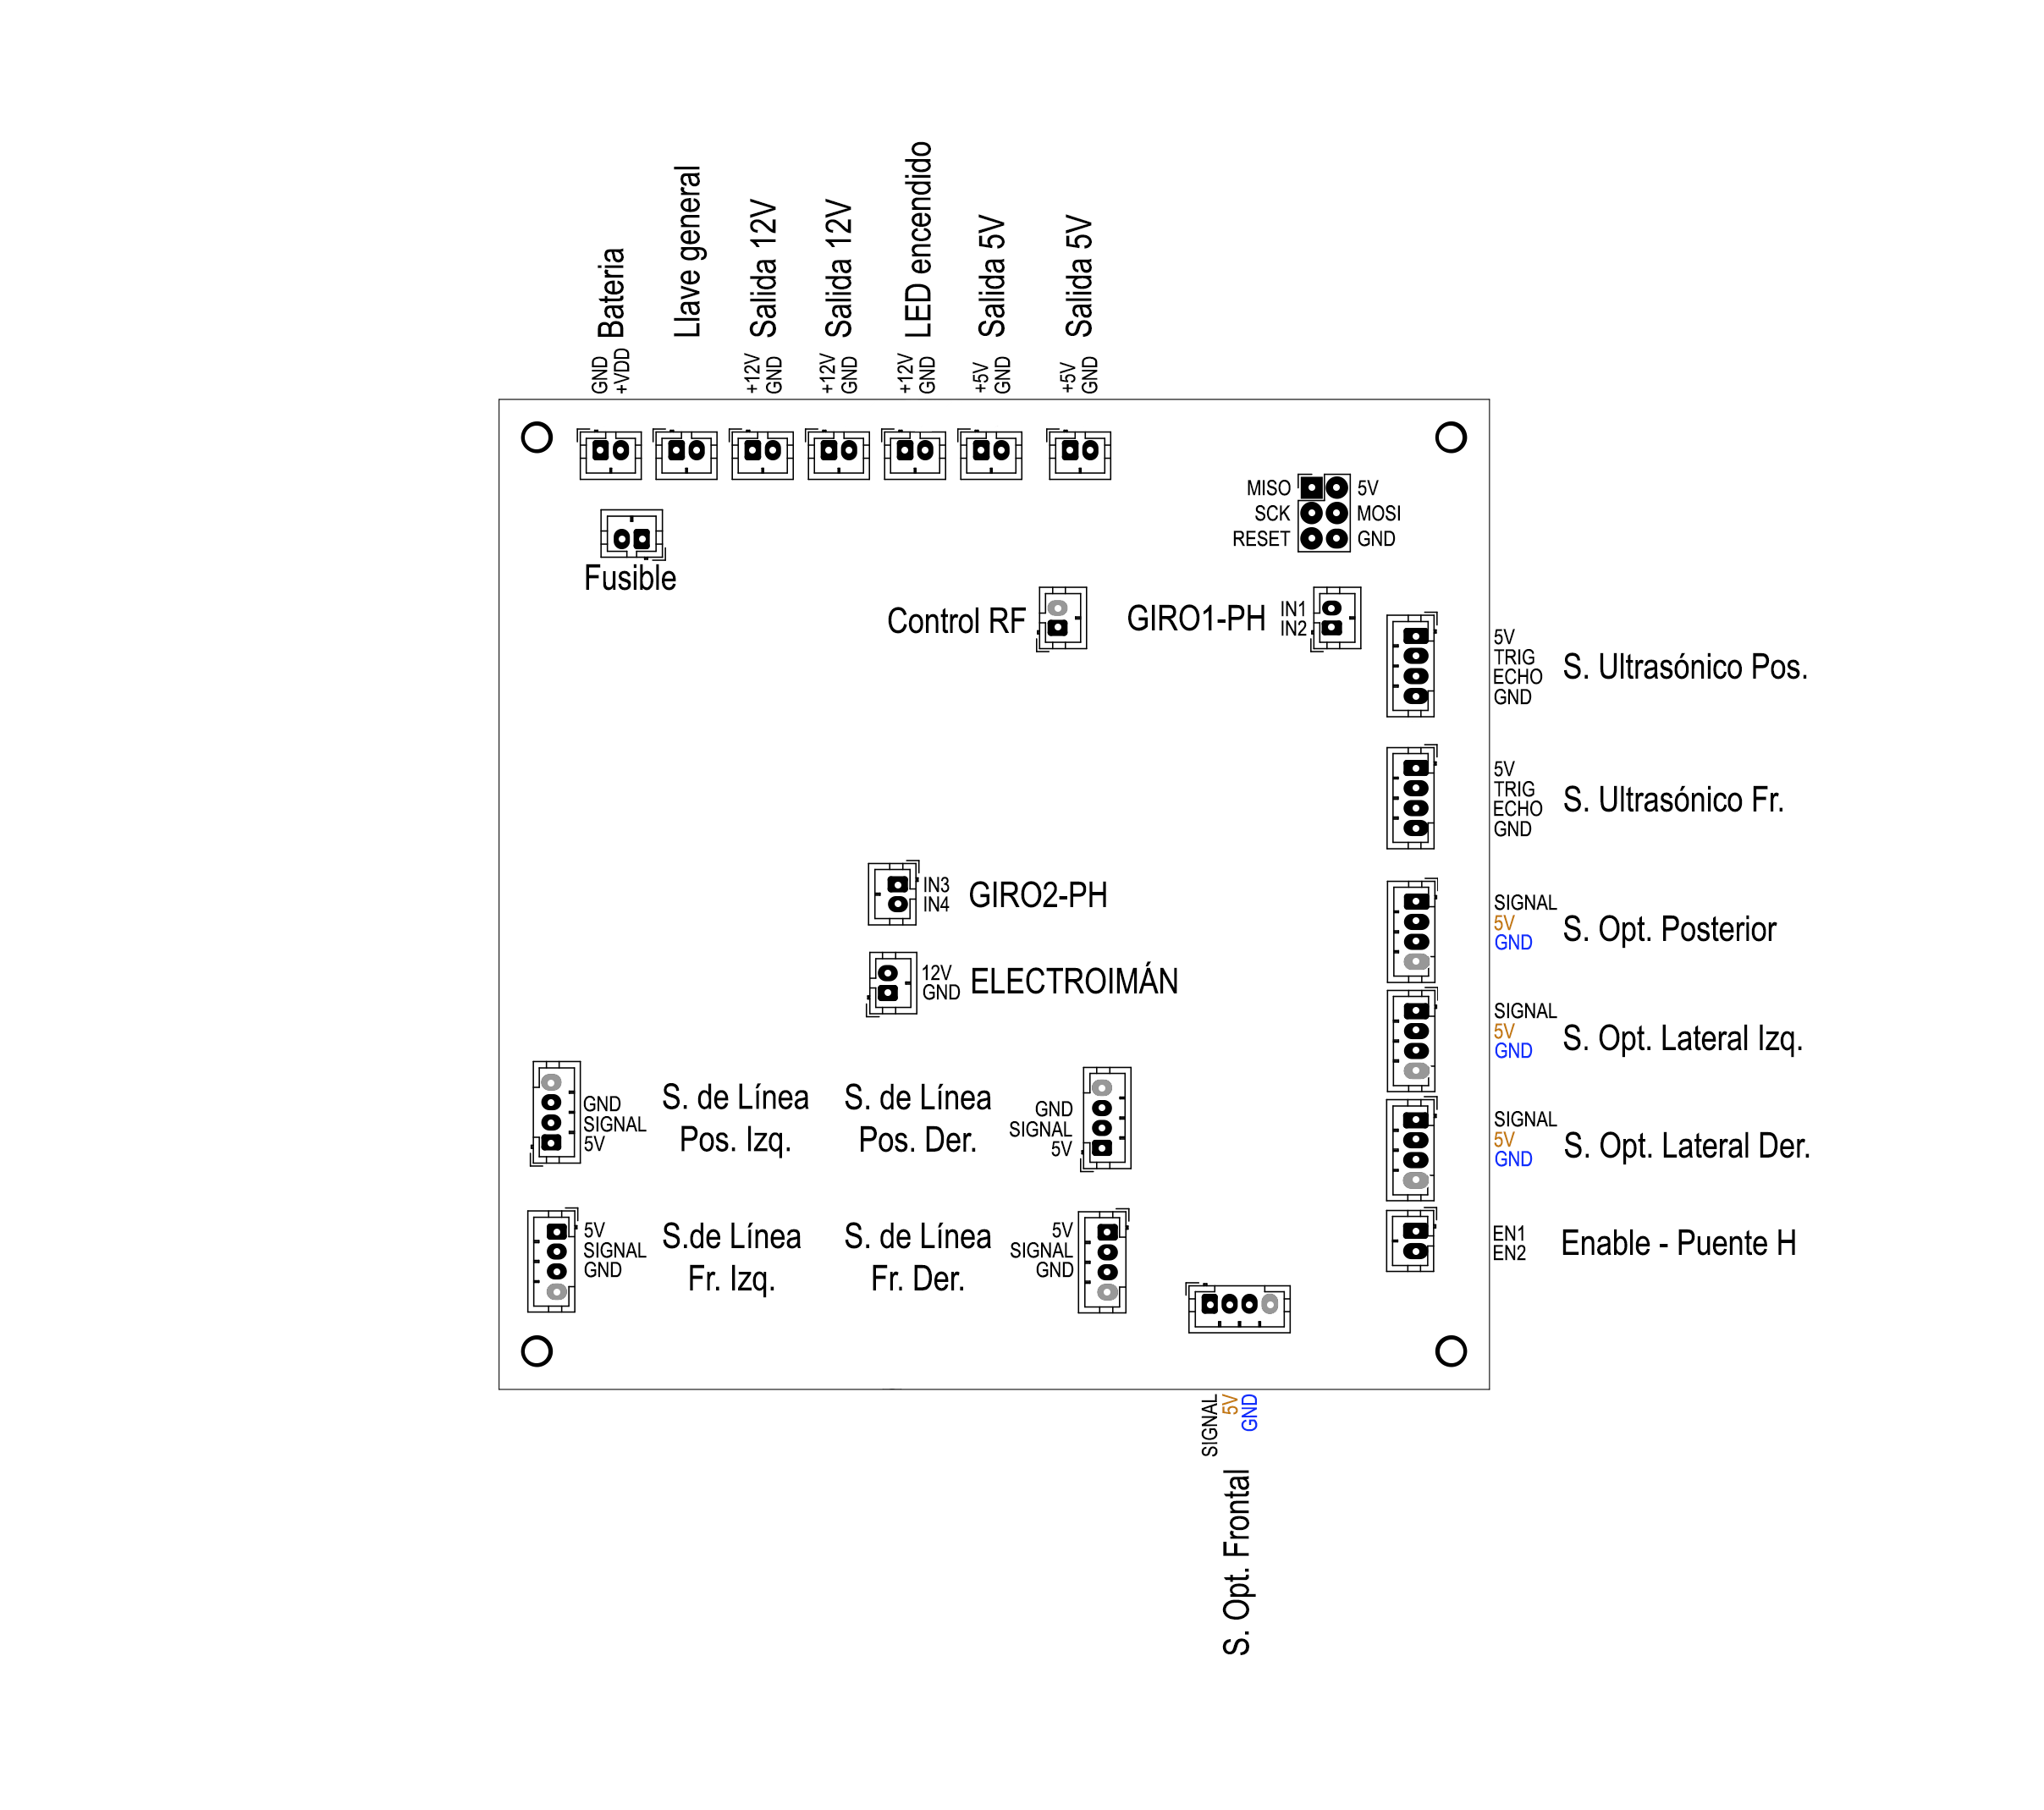 Bateria
Llave general
Salida 12V
Salida 12V
LED encendido
Salida 5V
Salida 5V
GND
+VDD
+12V
GND
+12V
GND
+12V
GND
+5V
GND
+5V
GND
MISO
5V
SCK
MOSI
RESET
GND
Fusible
Control RF
GIRO1-PH
IN1
IN2
5V
TRIG
ECHO
GND
S. Ultrasónico Pos.
5V
TRIG
ECHO
GND
S. Ultrasónico Fr.
IN3
IN4
GIRO2-PH
SIGNAL
5V
GND
S. Opt. Posterior
12V
GND
ELECTROIMÁN
SIGNAL
5V
GND
S. Opt. Lateral Izq.
GND
SIGNAL
5V
S. de Línea
Pos. Izq.
S. de Línea
Pos. Der.
GND
SIGNAL
5V
SIGNAL
5V
GND
S. Opt. Lateral Der.
5V
SIGNAL
GND
S.de Línea
Fr. Izq.
S. de Línea
Fr. Der.
5V
SIGNAL
GND
EN1
EN2
Enable - Puente H
SIGNAL
5V
GND
S. Opt. Frontal